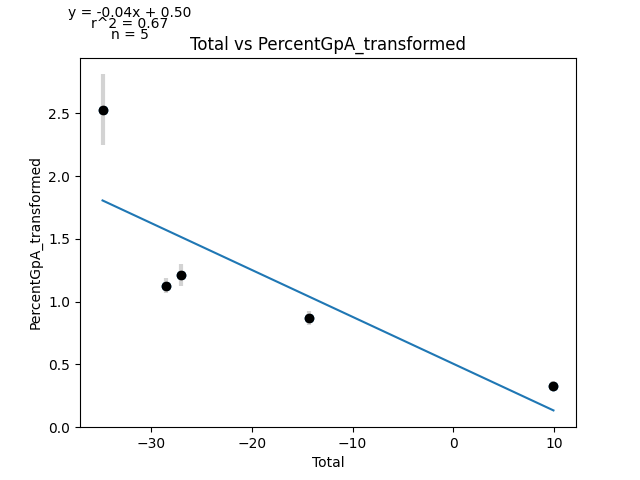 y = -0.04x + 0.50
r^2 = 0.67
n = 5
Total vs PercentGpA_transformed
PercentGpA_transformed
2.5
2.0
1.5
1.0
0.5
0.0
−30
−20
−10
0
10
Total